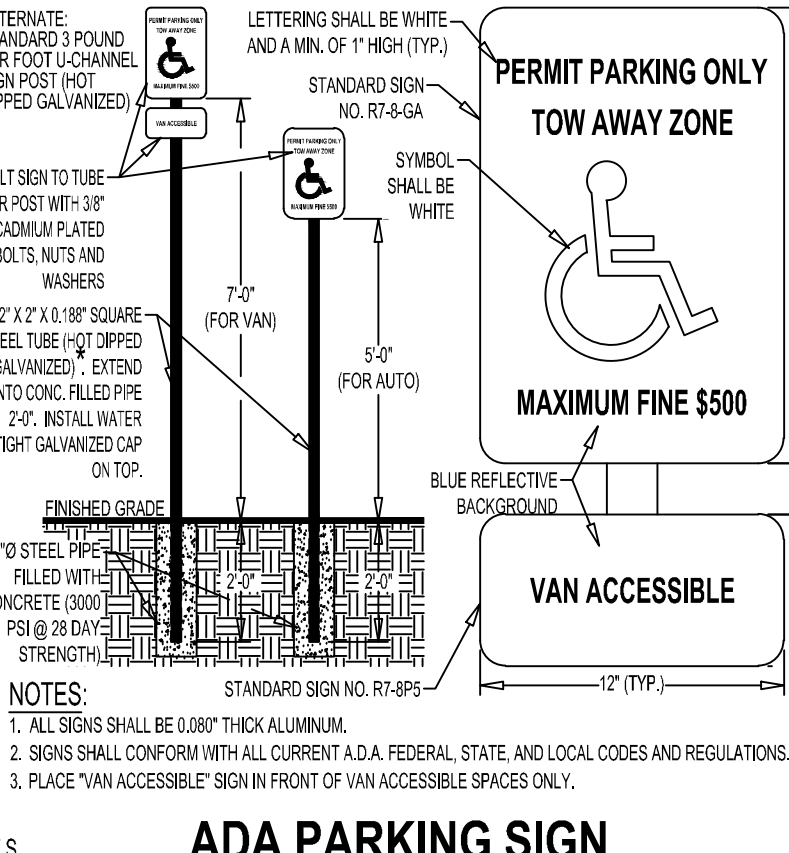 TERNATE:
ANDARD 3 POUND
R FOOT U-CHANNEL
GN POST (HOT
PPED GALVANIZED)
PERMIT PARKING ONLY
TOW AWAY ZONE
MAXIMUM FINE $500
VAN ACCESSIBLE
LT SIGN TO TUBE
R POST WITH 3/8"
CADMIUM PLATED
BOLTS, NUTS AND
WASHERS
2" X 2" X 0.188" SQUARE
EEL TUBE (HOT DIPPED
GALVANIZED)*. EXTEND
NTO CONC. FILLED PIPE
2'-0". INSTALL WATER
TIGHT GALVANIZED CAP
ON TOP.
FINISHED GRADE
"Ø STEEL PIPE
FILLED WITH
ONCRETE (3000
PSI @ 28 DAY
STRENGTH)
7'-0"
(FOR VAN)
2'-0"
PERMIT PARKING ONLY
TOW AWAY ZONE
MAXIMUM FINE $500
5'-0"
(FOR AUTO)
2'-0"
LETTERING SHALL BE WHITE
AND A MIN. OF 1" HIGH (TYP.)
STANDARD SIGN
NO. R7-8-GA
SYMBOL
SHALL BE
WHITE
PERMIT PARKING ONLY
TOW AWAY ZONE
MAXIMUM FINE $500
BLUE REFLECTIVE
BACKGROUND
VAN ACCESSIBLE
STANDARD SIGN NO. R7-8P5
12" (TYP.)
NOTES:
1. ALL SIGNS SHALL BE 0.080" THICK ALUMINUM.
2. SIGNS SHALL CONFORM WITH ALL CURRENT A.D.A. FEDERAL, STATE, AND LOCAL CODES AND REGULATIONS.
3. PLACE "VAN ACCESSIBLE" SIGN IN FRONT OF VAN ACCESSIBLE SPACES ONLY.
ADA PARKING SIGN